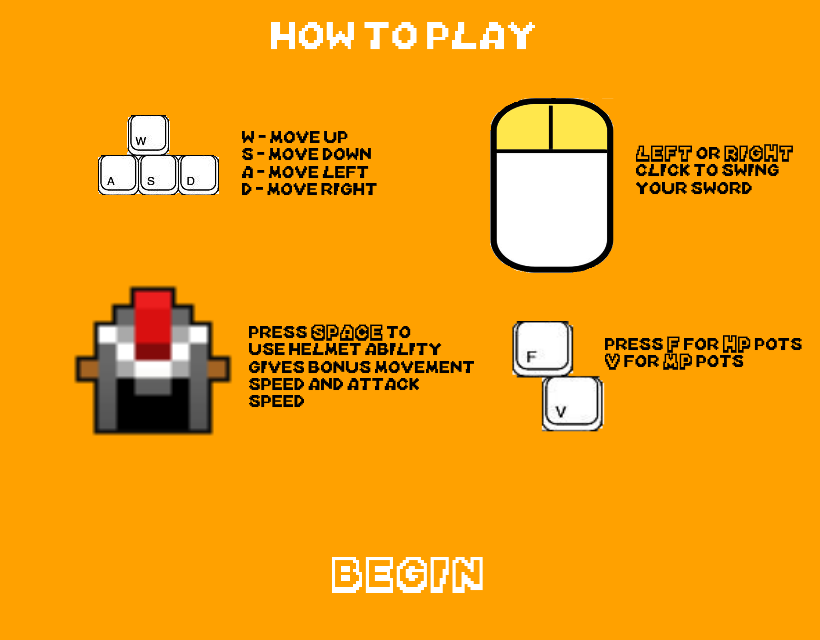 HOW TO PLAY
W
A S D
W - MOVE UP
S - MOVE DOWN
A - MOVE LEFT
D - MOVE RIGHT
LEFT OR RIGHT
CLICK TO SWING
YOUR SWORD
PRESS SPACE TO
USE HELMET ABILITY
GIVES BONUS MOVEMENT
SPEED AND ATTACK
SPEED
F
V
PRESS F FOR HP POTS
V FOR MP POTS
BEGIN